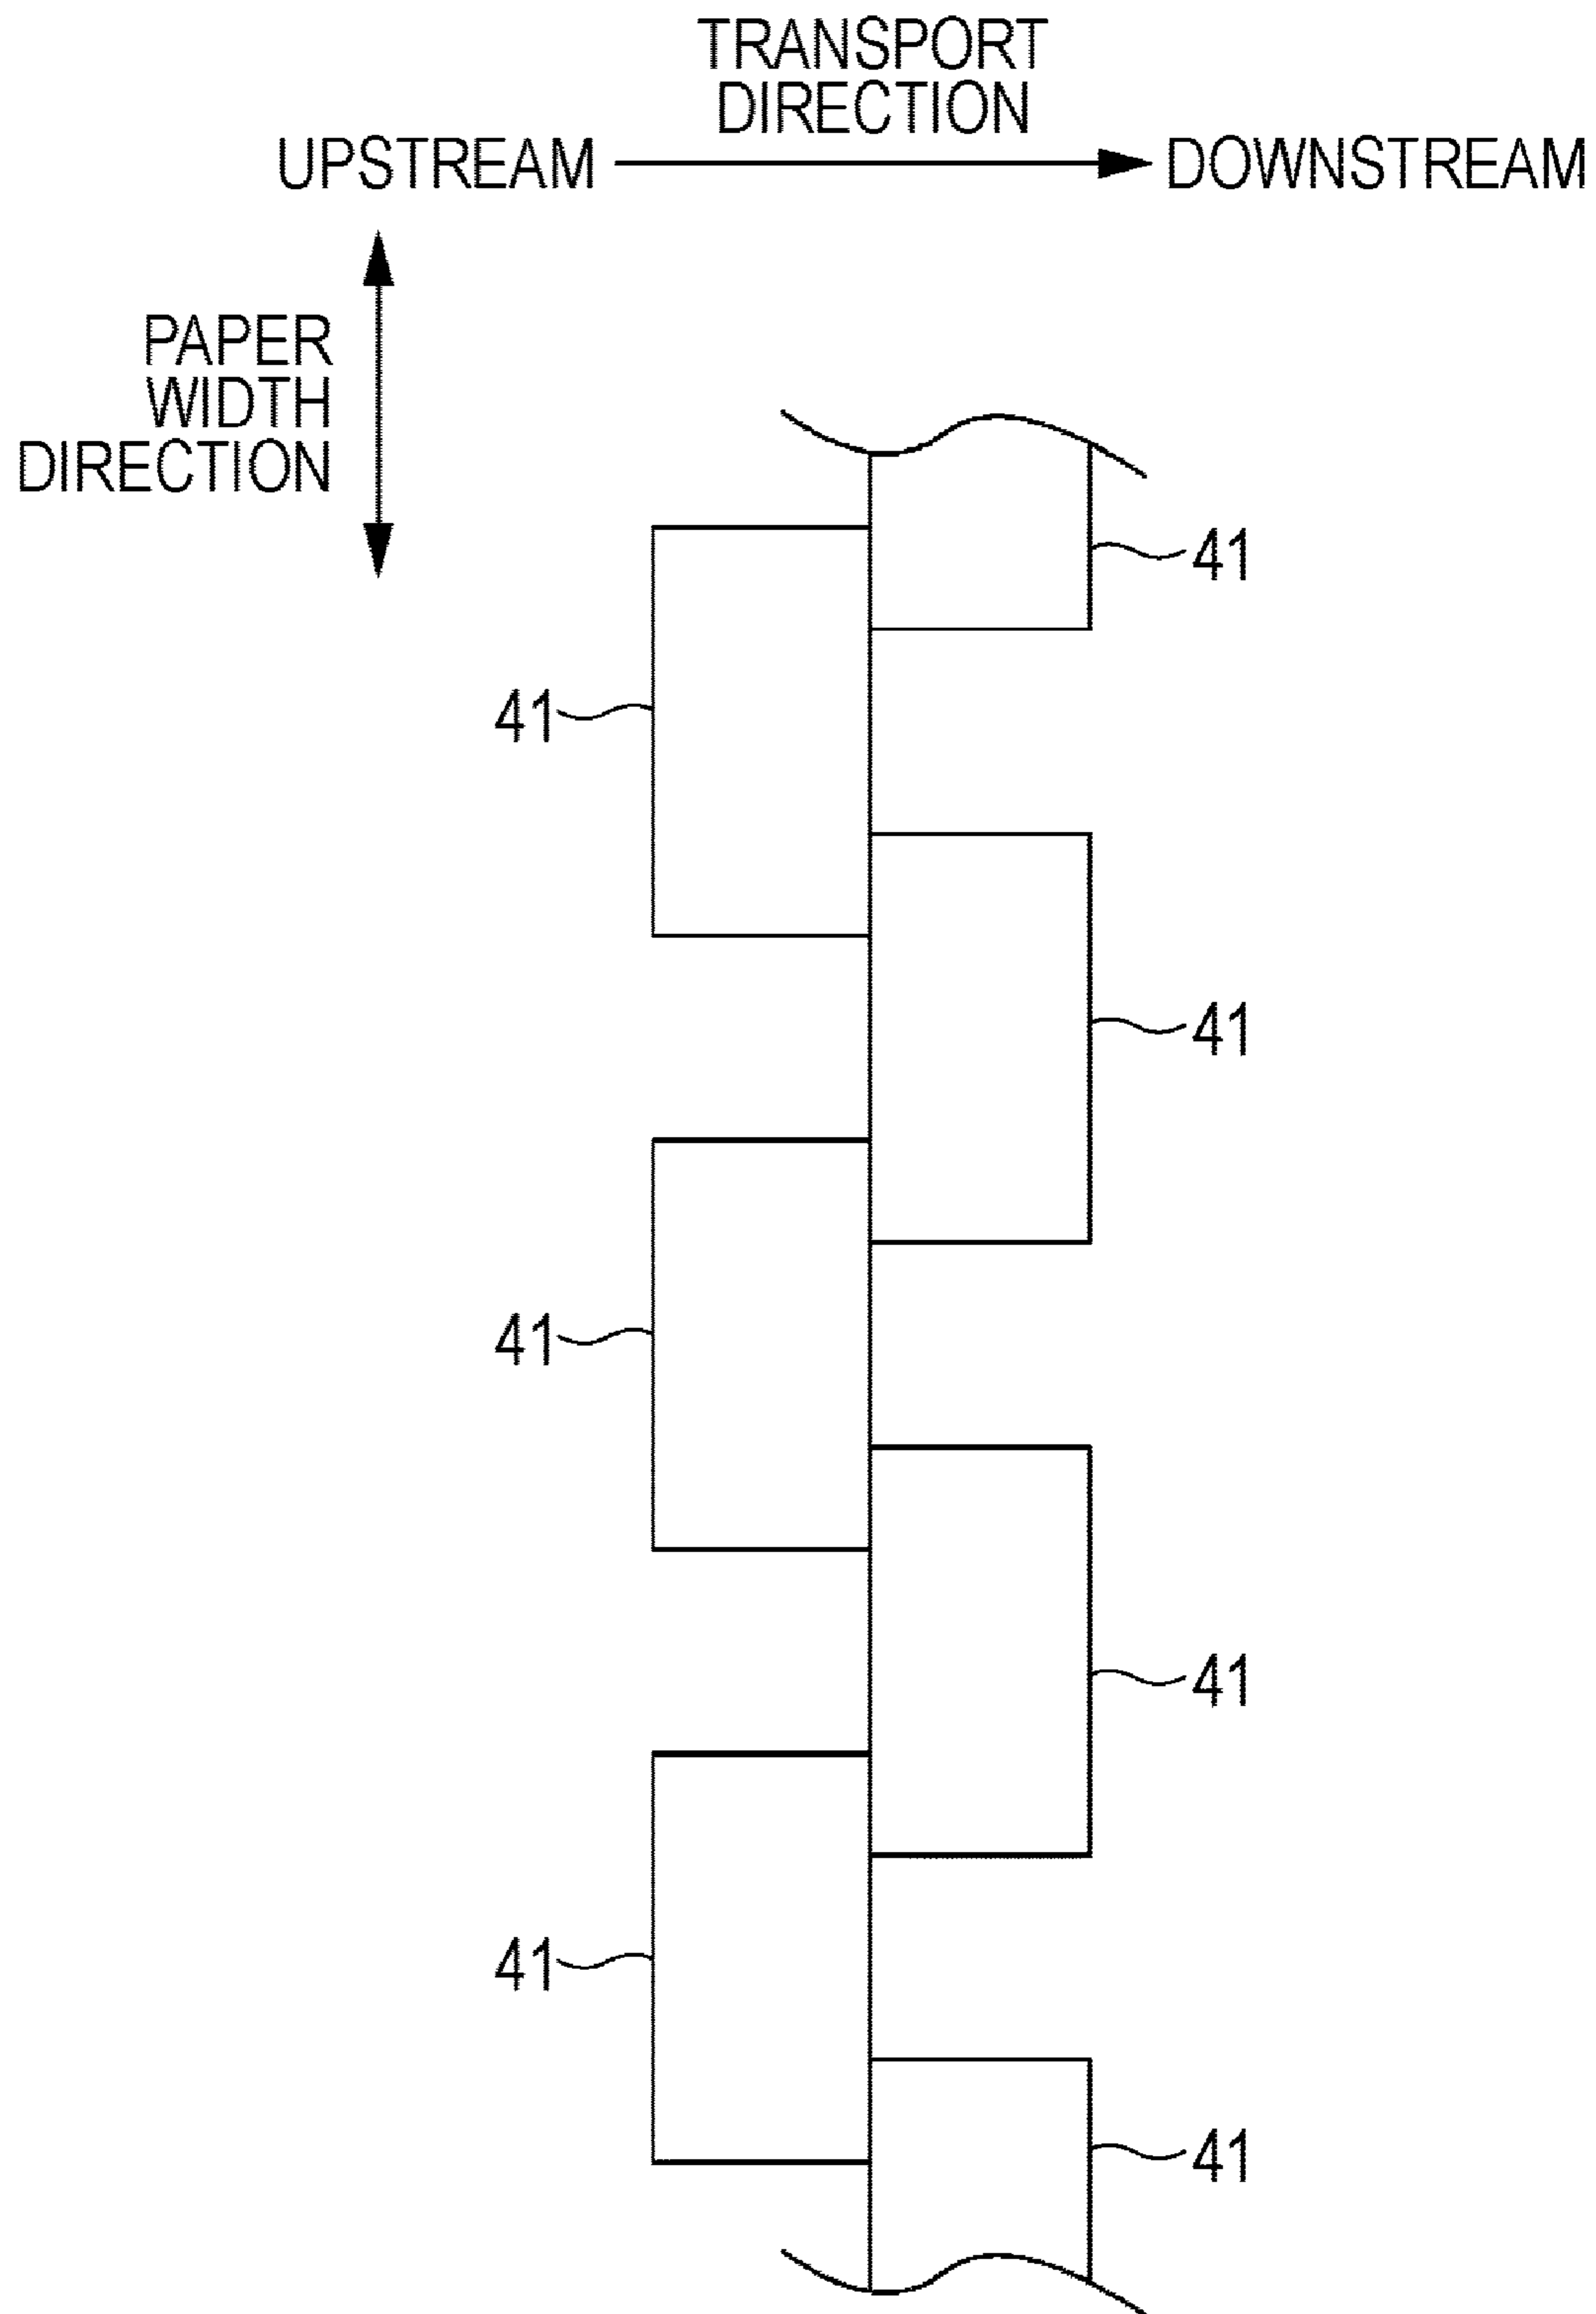 TRANSPORT
DIRECTION
UPSTREAM
DOWNSTREAM
PAPER
WIDTH
DIRECTION
41
41
41
41
41
41
41